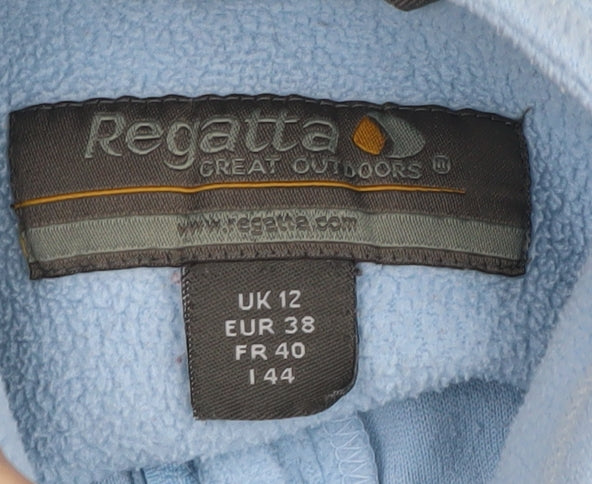 Regatta
GREAT OUTDOORS
www.regatta.com
UK 12
EUR 38
FR 40
I 44